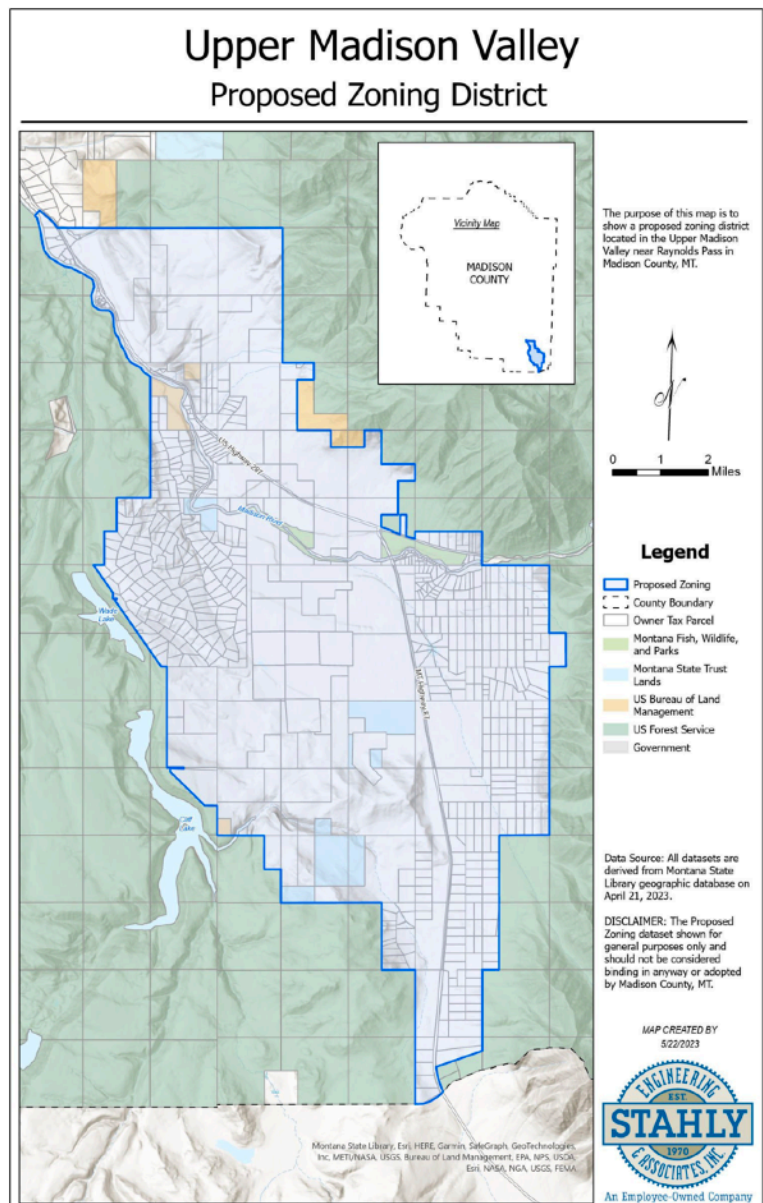 Upper Madison Valley
Proposed Zoning District
Vicinity Map
MADISON
COUNTY
The purpose of this map is to
show a proposed zoning district
located in the Upper Madison
Valley near Raynolds Pass in
Madison County, MT.
N
0 1 2
Miles
US Highway 287
Madison River
Wade
Lake
MT Highway 87
Cliff
Lake
Legend
Proposed Zoning
County Boundary
Owner Tax Parcel
Montana Fish, Wildlife,
and Parks
Montana State Trust
Lands
US Bureau of Land
Management
US Forest Service
Government
Data Source: All datasets are
derived from Montana State
Library geographic database on
April 21, 2023.
DISCLAIMER: The Proposed
Zoning dataset shown for
general purposes only and
should not be considered
binding in anyway or adopted
by Madison County, MT.
MAP CREATED BY
5/22/2023
ENGINEERING
EST.
STAHLY
1970
& ASSOCIATES, INC.
An Employee-Owned Company
Montana State Library, Esri, HERE, Garmin, SafeGraph, GeoTechnologies,
Inc, METI/NASA, USGS, Bureau of Land Management, EPA, NPS, USDA,
Esri, NASA, NGA, USGS, FEMA